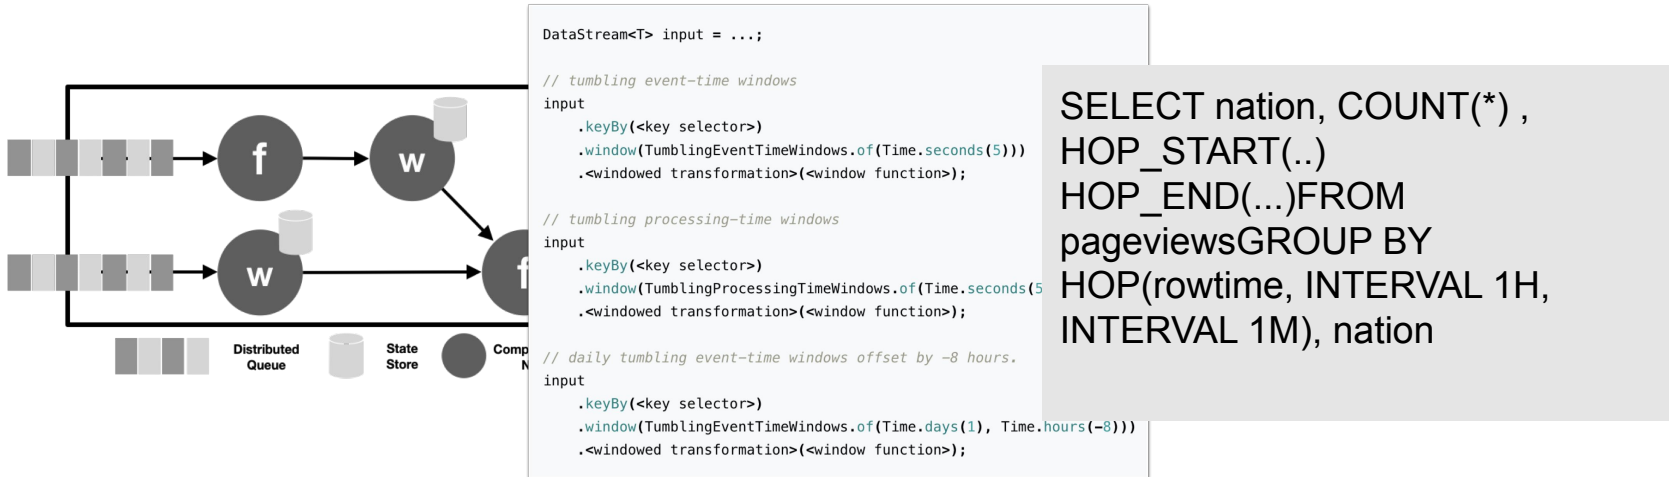 f
w
w
f
Distributed
Queue
State
Store
DataStream<T> input = ...;
// tumbling event-time windows
input
    .keyBy(<key selector>)
    .window(TumblingEventTimeWindows.of(Time.seconds(5)))
    .<windowed transformation>(<window function>);
// tumbling processing-time windows
input
    .keyBy(<key selector>)
    .window(TumblingProcessingTimeWindows.of(Time.seconds(5
    .<windowed transformation>(<window function>);
// daily tumbling event-time windows offset by -8 hours.
input
    .keyBy(<key selector>)
    .window(TumblingEventTimeWindows.of(Time.days(1), Time.hours(-8)))
    .<windowed transformation>(<window function>);
SELECT nation, COUNT(*) ,
HOP_START(..)
HOP_END(...)FROM
pageviewsGROUP BY
HOP(rowtime, INTERVAL 1H,
INTERVAL 1M), nation